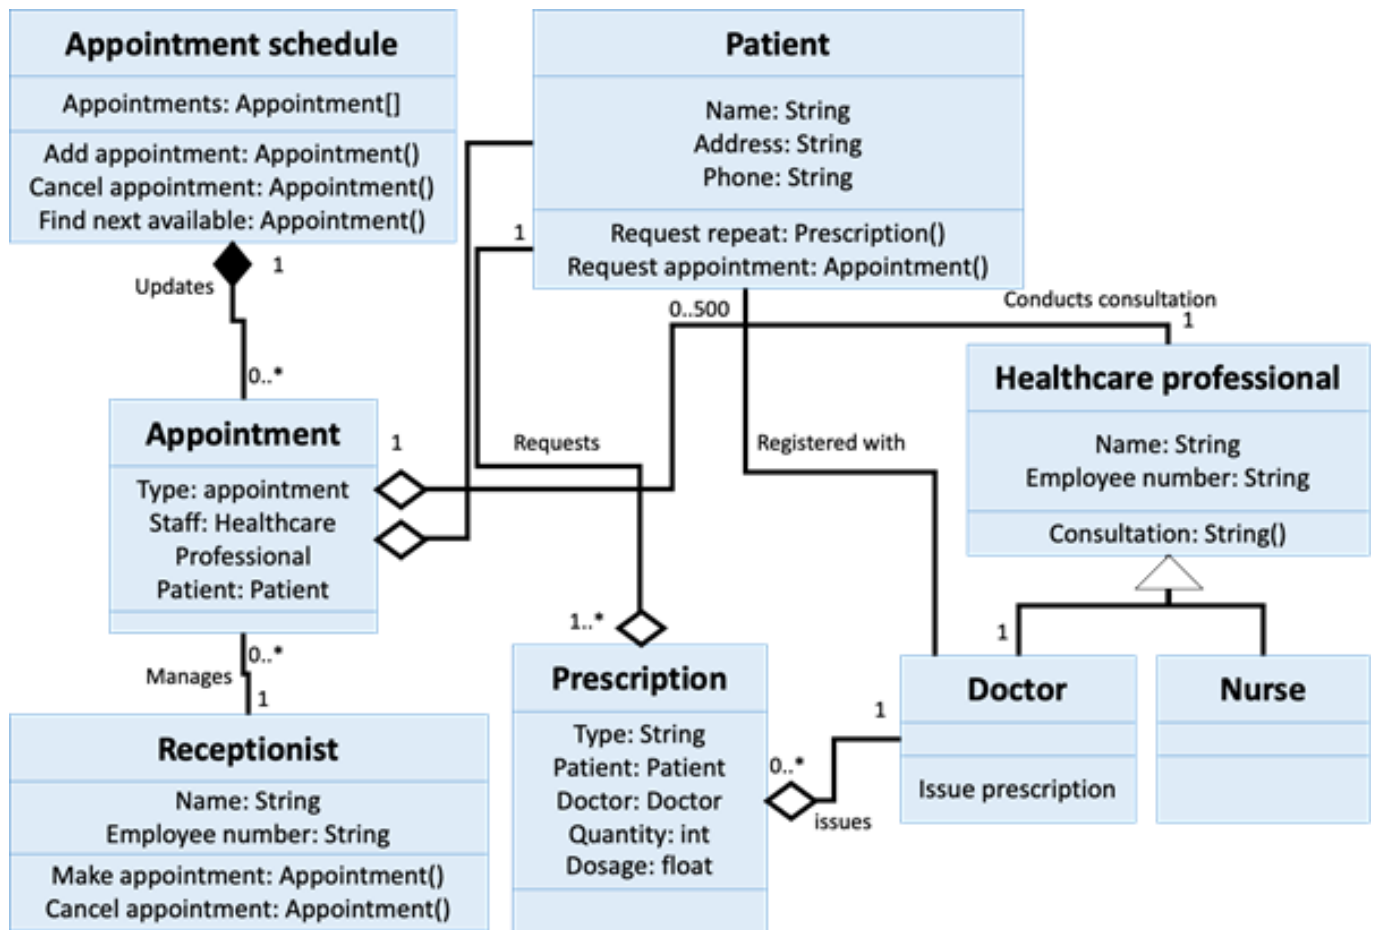 Appointment schedule
Appointments: Appointment[]
Add appointment: Appointment()
Cancel appointment: Appointment()
Find next available: Appointment()
Patient
Name: String
Address: String
Phone: String
Request repeat: Prescription()
Request appointment: Appointment()
1
1
Updates
0..*
0..500
Conducts consultation
1
Healthcare professional
Name: String
Employee number: String
Consultation: String()
Appointment
Type: appointment
Staff: Healthcare
Professional
Patient: Patient
1
Requests
Registered with
0..*
Manages
1
1..*
1
Receptionist
Name: String
Employee number: String
Make appointment: Appointment()
Cancel appointment: Appointment()
Prescription
Type: String
Patient: Patient
Doctor: Doctor
Quantity: int
Dosage: float
0..*
issues
1
Doctor
Issue prescription
Nurse